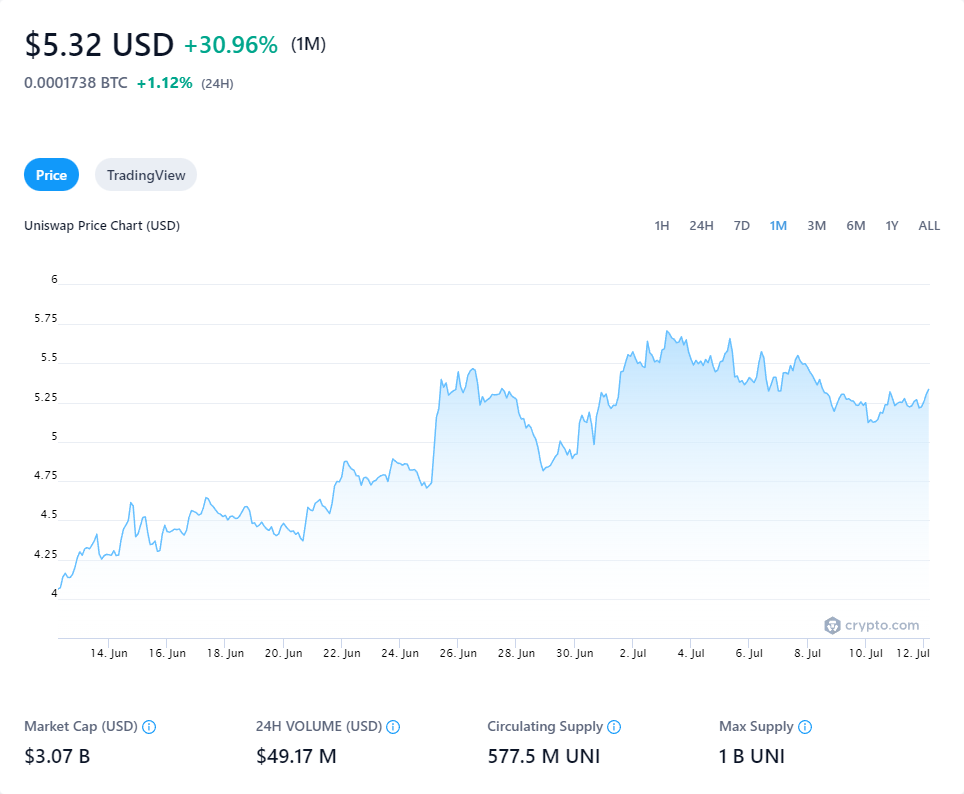 $5.32 USD +30.96% (1M)
0.0001738 BTC +1.12% (24H)
Price TradingView
Uniswap Price Chart (USD) 1H 24H 7D 1M 3M 6M 1Y ALL
6
5.75
5.5
5.25
5
4.75
4.5
4.25
4
crypto.com
14. Jun 16. Jun 18. Jun 20. Jun 22. Jun 24. Jun 26. Jun 28. Jun 30. Jun 2. Jul 4. Jul 6. Jul 8. Jul 10. Jul 12. Jul
Market Cap (USD) 24H VOLUME (USD) Circulating Supply Max Supply
$3.07 B $49.17 M 577.5 M UNI 1 B UNI